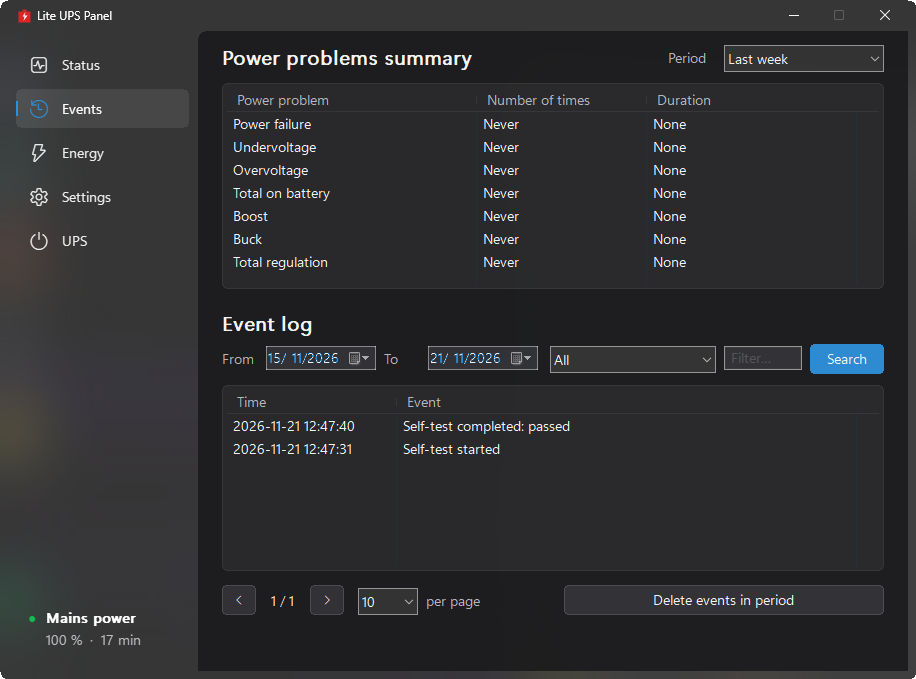 Lite UPS Panel
Status
Events
Energy
Settings
UPS
Mains power
100 % · 17 min
Power problems summary
Period Last week
Power problem Number of times Duration
Power failure Never None
Undervoltage Never None
Overvoltage Never None
Total on battery Never None
Boost Never None
Buck Never None
Total regulation Never None
Event log
From 15/ 11/2026 To 21/ 11/2026 All Filter... Search
Time Event
2026-11-21 12:47:40 Self-test completed: passed
2026-11-21 12:47:31 Self-test started
1 / 1 10 per page Delete events in period